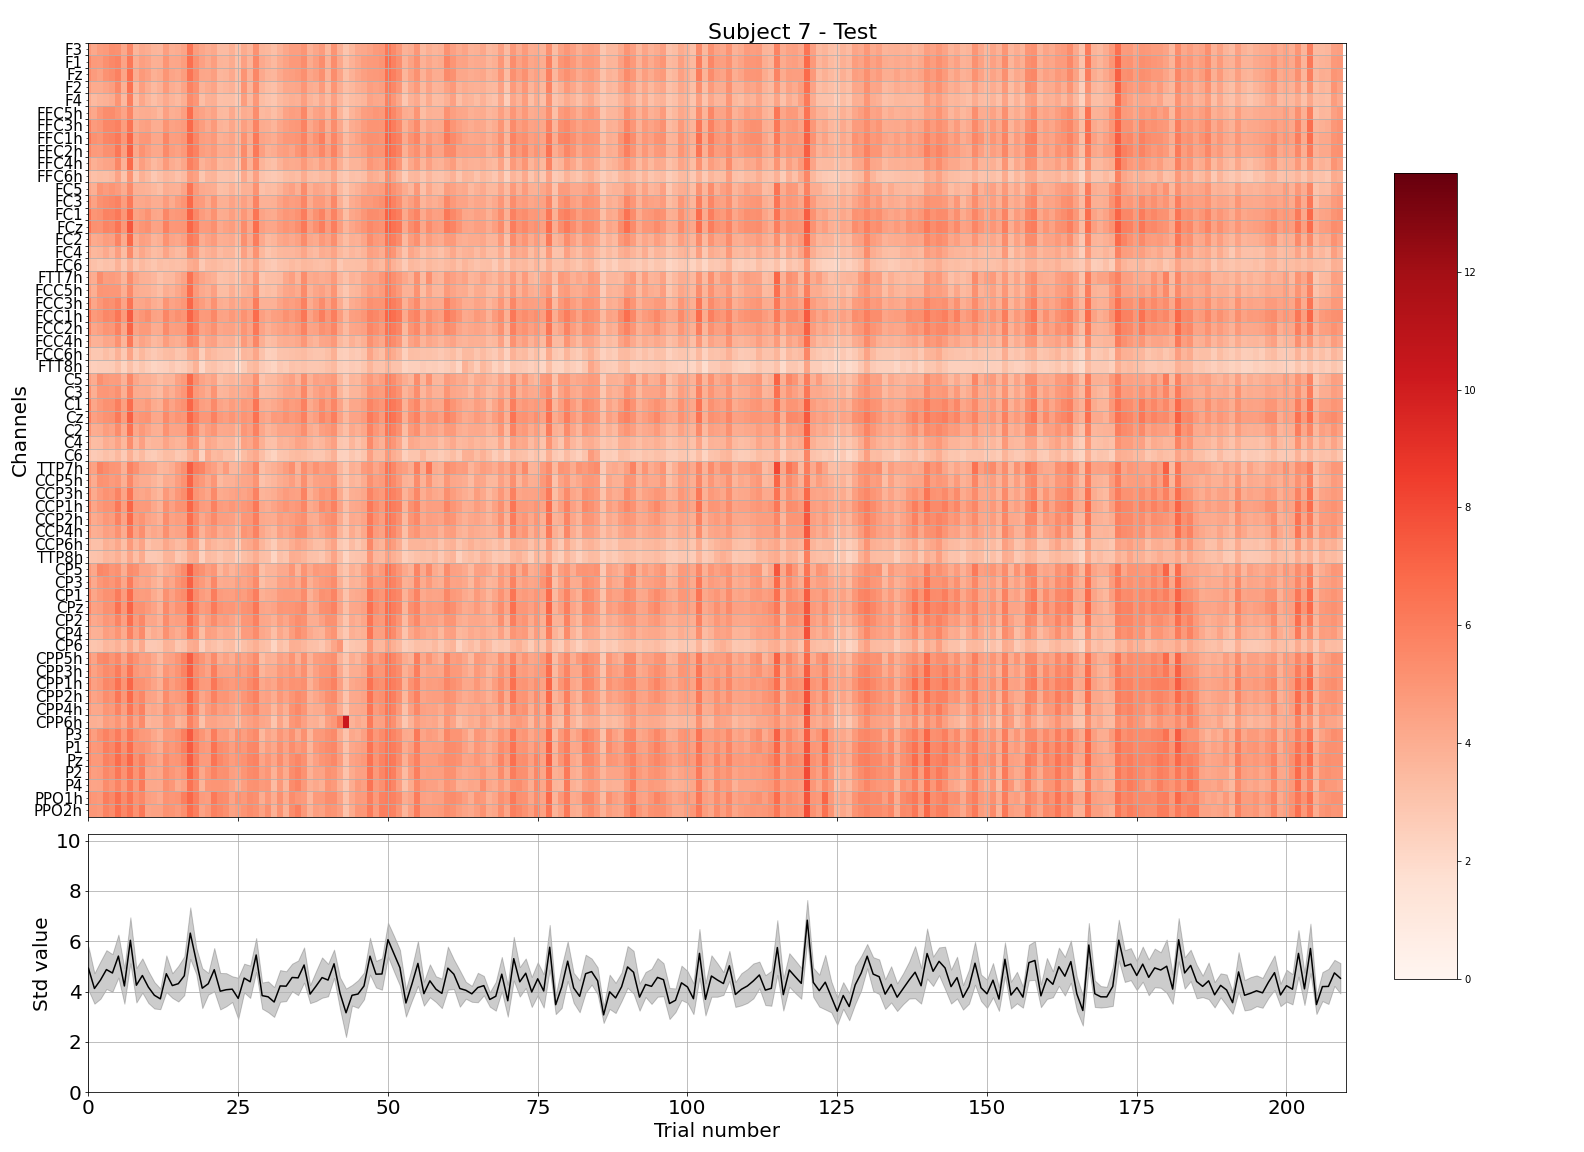 Subject 7 - Test
Channels
F3
F1
Fz
F2
F4
FFC5h
FFC3h
FFC1h
FFC2h
FFC4h
FFC6h
FC5
FC3
FC1
FCz
FC2
FC4
FC6
FTT7h
FCC5h
FCC3h
FCC1h
FCC2h
FCC4h
FCC6h
FTT8h
C5
C3
C1
Cz
C2
C4
C6
TTP7h
CCP5h
CCP3h
CCP1h
CCP2h
CCP4h
CCP6h
TTP8h
CP5
CP3
CP1
CPz
CP2
CP4
CP6
CPP5h
CPP3h
CPP1h
CPP2h
CPP4h
CPP6h
P3
P1
Pz
P2
P4
PPO1h
PPO2h
12
10
8
6
4
2
0
Std value
10
8
6
4
2
0
0 25 50 75 100 125 150 175 200
Trial number